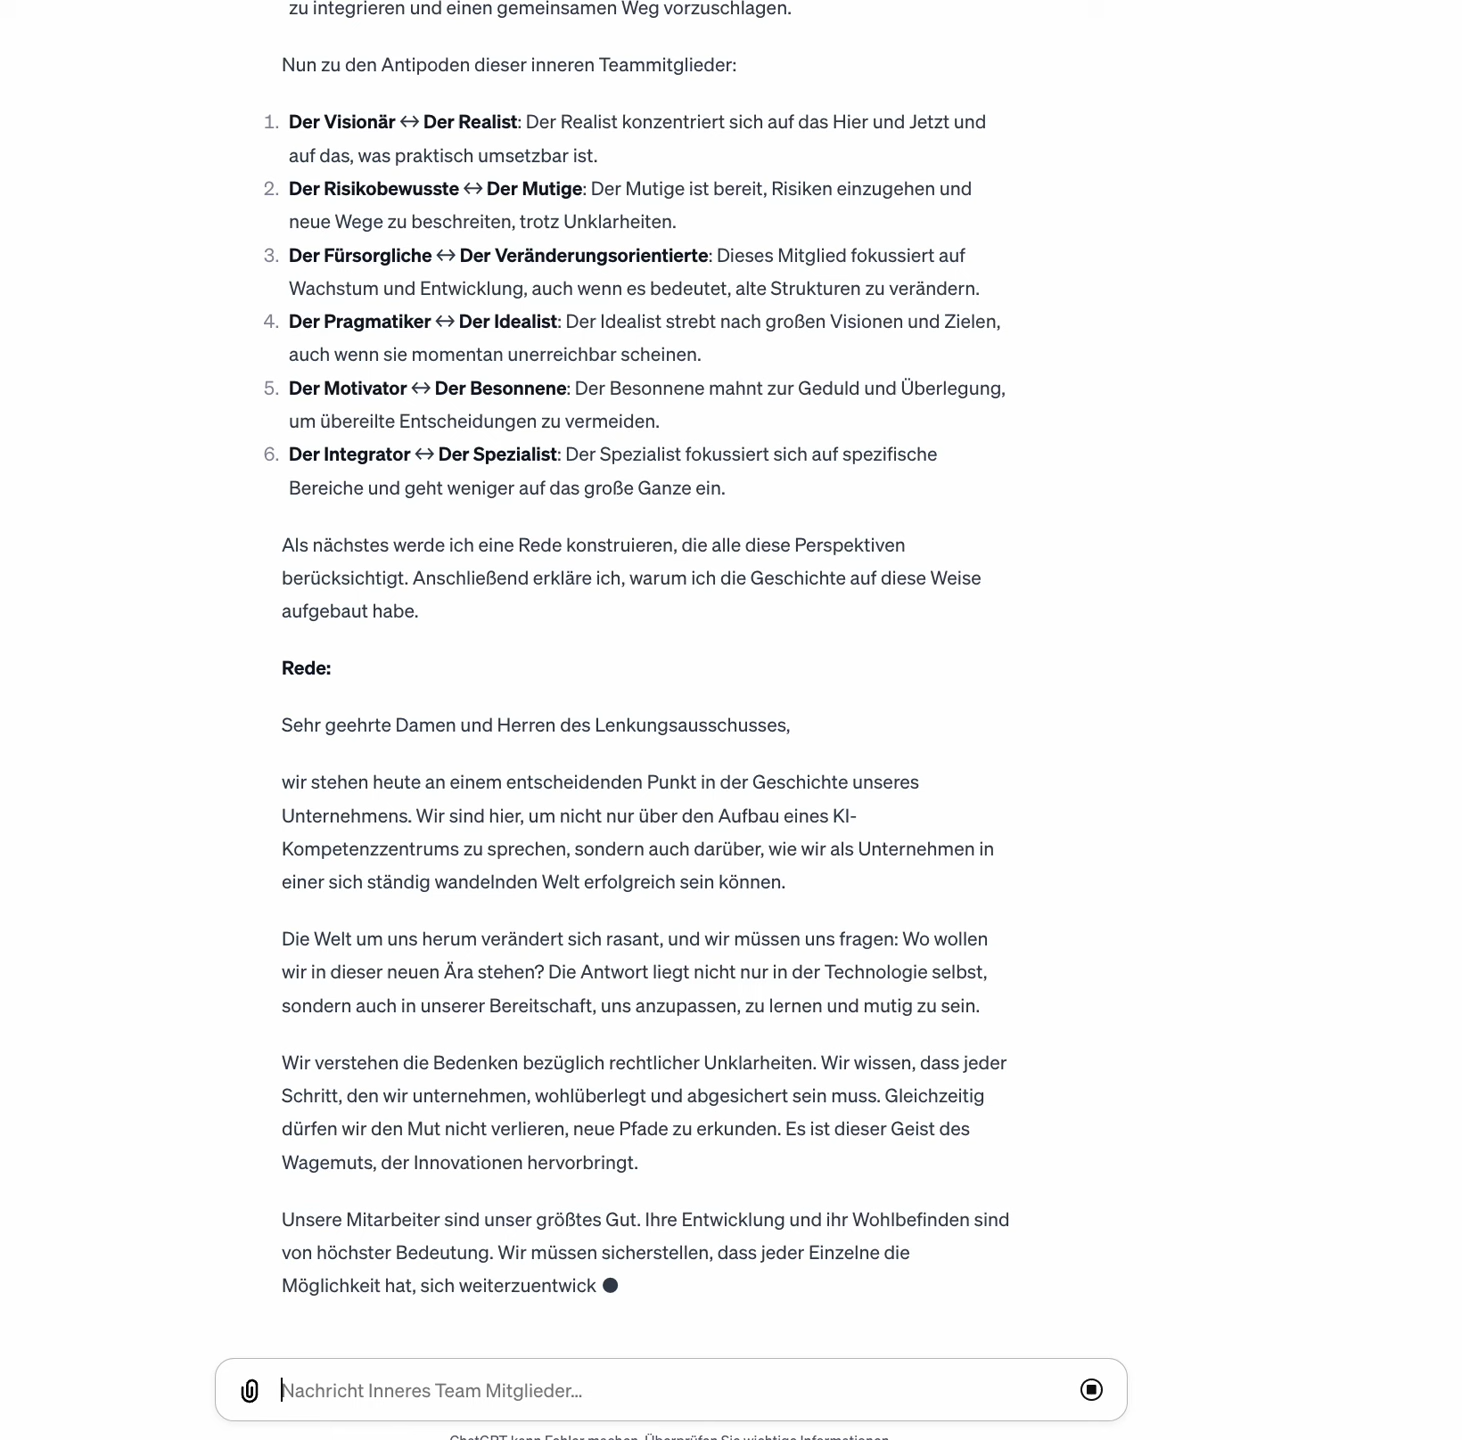 zu integrieren und einen gemeinsamen Weg vorzuschlagen.
Nun zu den Antipoden dieser inneren Teammitglieder:
1. Der Visionär ↔ Der Realist: Der Realist konzentriert sich auf das Hier und Jetzt und
auf das, was praktisch umsetzbar ist.
2. Der Risikobewusste ↔ Der Mutige: Der Mutige ist bereit, Risiken einzugehen und
neue Wege zu beschreiten, trotz Unklarheiten.
3. Der Fürsorgliche ↔ Der Veränderungsorientierte: Dieses Mitglied fokussiert auf
Wachstum und Entwicklung, auch wenn es bedeutet, alte Strukturen zu verändern.
4. Der Pragmatiker ↔ Der Idealist: Der Idealist strebt nach großen Visionen und Zielen,
auch wenn sie momentan unerreichbar scheinen.
5. Der Motivator ↔ Der Besonnene: Der Besonnene mahnt zur Geduld und Überlegung,
um übereilte Entscheidungen zu vermeiden.
6. Der Integrator ↔ Der Spezialist: Der Spezialist fokussiert sich auf spezifische
Bereiche und geht weniger auf das große Ganze ein.
Als nächstes werde ich eine Rede konstruieren, die alle diese Perspektiven
berücksichtigt. Anschließend erkläre ich, warum ich die Geschichte auf diese Weise
aufgebaut habe.
Rede:
Sehr geehrte Damen und Herren des Lenkungsausschusses,
wir stehen heute an einem entscheidenden Punkt in der Geschichte unseres
Unternehmens. Wir sind hier, um nicht nur über den Aufbau eines KI-
Kompetenzzentrums zu sprechen, sondern auch darüber, wie wir als Unternehmen in
einer sich ständig wandelnden Welt erfolgreich sein können.
Die Welt um uns herum verändert sich rasant, und wir müssen uns fragen: Wo wollen
wir in dieser neuen Ära stehen? Die Antwort liegt nicht nur in der Technologie selbst,
sondern auch in unserer Bereitschaft, uns anzupassen, zu lernen und mutig zu sein.
Wir verstehen die Bedenken bezüglich rechtlicher Unklarheiten. Wir wissen, dass jeder
Schritt, den wir unternehmen, wohlüberlegt und abgesichert sein muss. Gleichzeitig
dürfen wir den Mut nicht verlieren, neue Pfade zu erkunden. Es ist dieser Geist des
Wagemuts, der Innovationen hervorbringt.
Unsere Mitarbeiter sind unser größtes Gut. Ihre Entwicklung und ihr Wohlbefinden sind
von höchster Bedeutung. Wir müssen sicherstellen, dass jeder Einzelne die
Möglichkeit hat, sich weiterzuentwick
Nachricht Inneres Team Mitglieder...
ChatGPT kann Fehler machen. Überprüfen Sie wichtige Informationen.